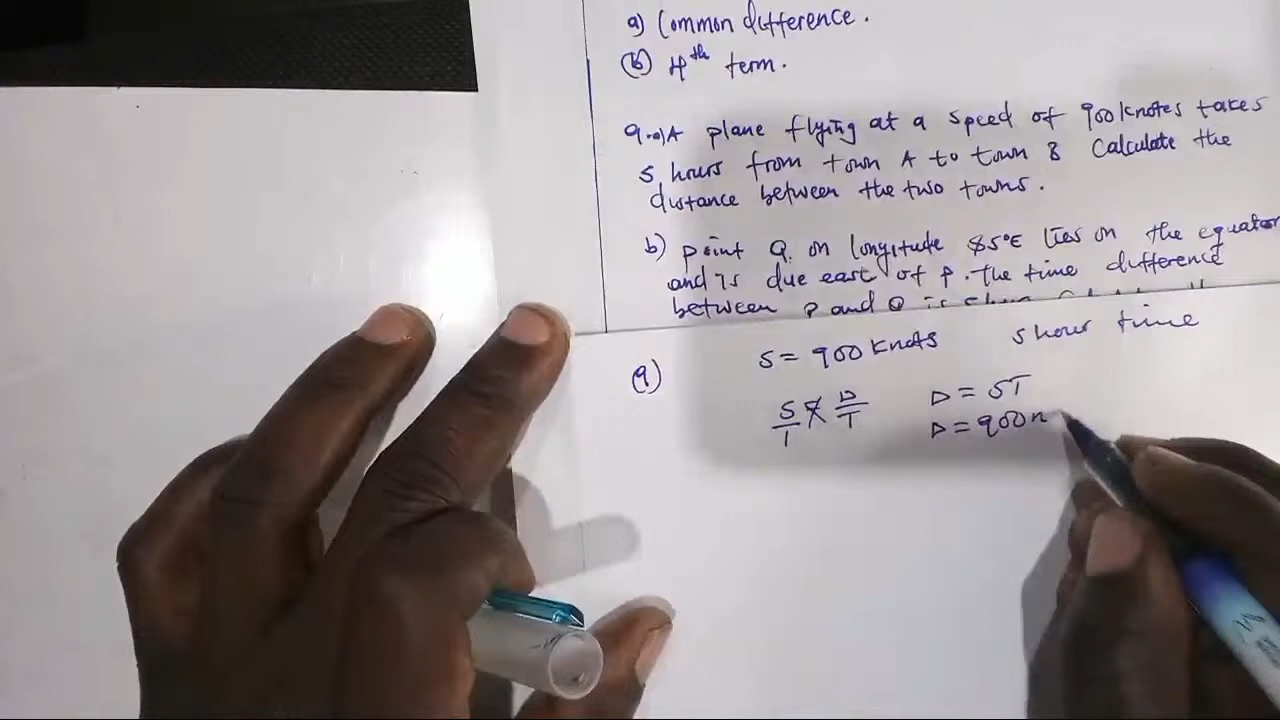 a) Common difference.
(b) 4th term.
9.a) A plane flying at a speed of 900 knotes takes
5 hours from town A to town B Calculate the
distance between the two towns.
b) point Q. on longitude 85°E lies on the equator
and is due east of P. The time difference
between P and Q is
(9) S = 900 knots 5 hour time
S/1 = D/T D = ST
D = 900